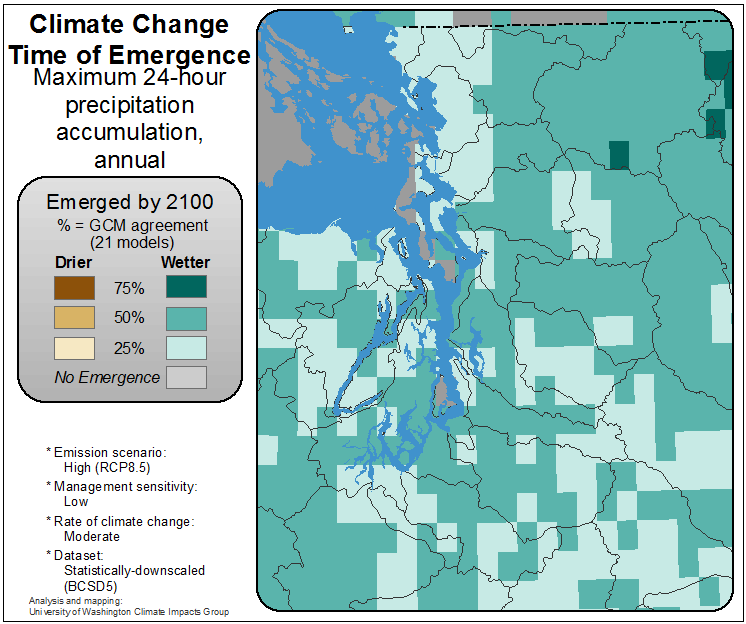 Climate Change
Time of Emergence
Maximum 24-hour
precipitation
accumulation,
annual
Emerged by 2100
% = GCM agreement
(21 models)
Drier Wetter
75%
50%
25%
No Emergence
* Emission scenario:
High (RCP8.5)
* Management sensitivity:
Low
* Rate of climate change:
Moderate
* Dataset:
Statistically-downscaled
(BCSD5)
Analysis and mapping:
University of Washington Climate Impacts Group